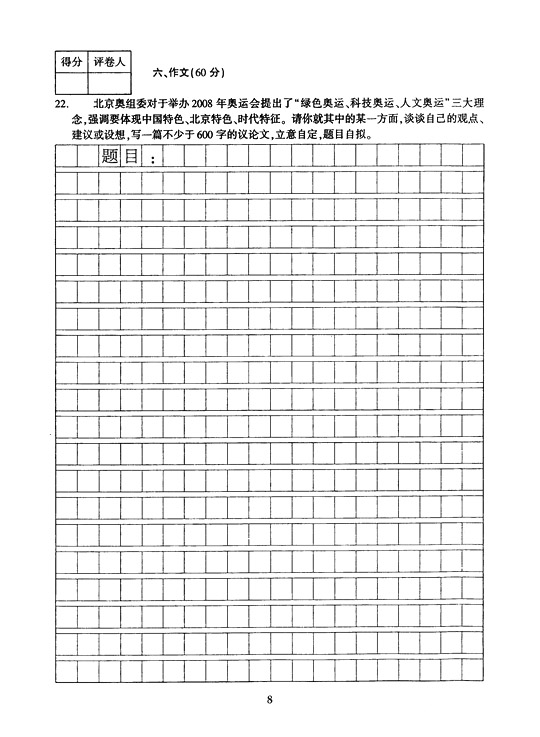 得分 评卷人
六、作文(60分)
22. 北京奥组委对于举办2008年奥运会提出了“绿色奥运、科技奥运、人文奥运”三大理
念,强调要体现中国特色、北京特色、时代特征。请你就其中的某一方面,谈谈自己的观点、
建议或设想,写一篇不少于600字的议论文,立意自定,题目自拟。
题目：
8